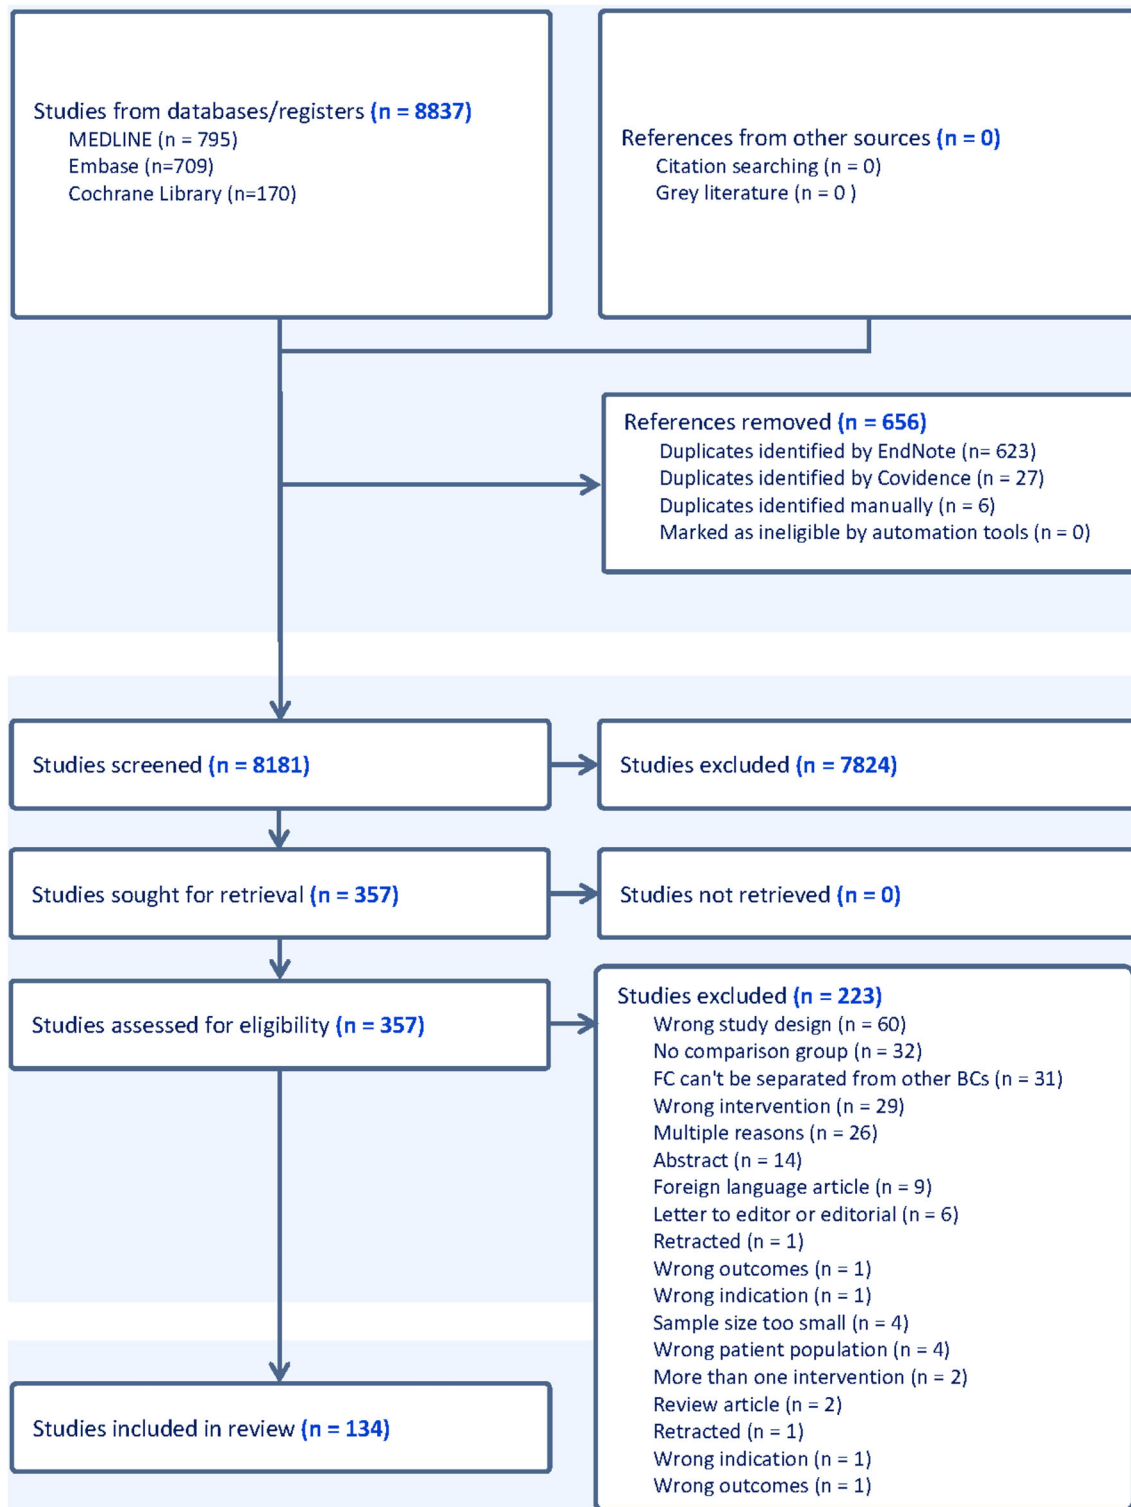 Studies from databases/registers (n = 8837)
MEDLINE (n = 795)
Embase (n=709)
Cochrane Library (n=170)
References from other sources (n = 0)
Citation searching (n = 0)
Grey literature (n = 0 )
References removed (n = 656)
Duplicates identified by EndNote (n= 623)
Duplicates identified by Covidence (n = 27)
Duplicates identified manually (n = 6)
Marked as ineligible by automation tools (n = 0)
Studies screened (n = 8181)
Studies excluded (n = 7824)
Studies sought for retrieval (n = 357)
Studies not retrieved (n = 0)
Studies assessed for eligibility (n = 357)
Studies excluded (n = 223)
Wrong study design (n = 60)
No comparison group (n = 32)
FC can't be separated from other BCs (n = 31)
Wrong intervention (n = 29)
Multiple reasons (n = 26)
Abstract (n = 14)
Foreign language article (n = 9)
Letter to editor or editorial (n = 6)
Retracted (n = 1)
Wrong outcomes (n = 1)
Wrong indication (n = 1)
Sample size too small (n = 4)
Wrong patient population (n = 4)
More than one intervention (n = 2)
Review article (n = 2)
Retracted (n = 1)
Wrong indication (n = 1)
Wrong outcomes (n = 1)
Studies included in review (n = 134)